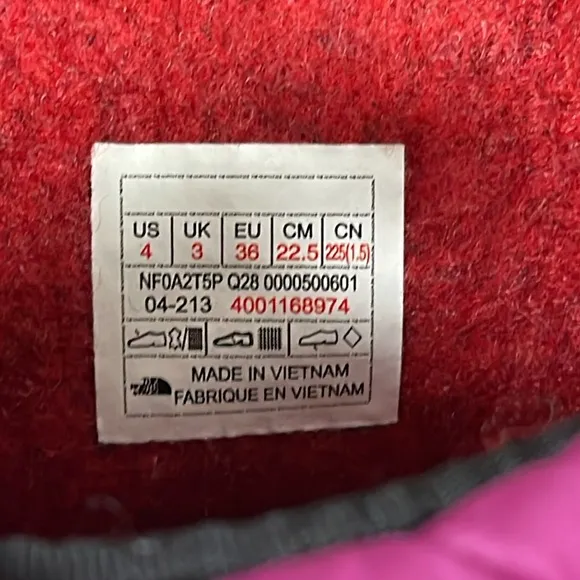 US UK EU CM CN
4 3 36 22.5 225(1.5)
NF0A2T5P Q28 0000500601
04-213 4001168974
MADE IN VIETNAM
FABRIQUE EN VIETNAM